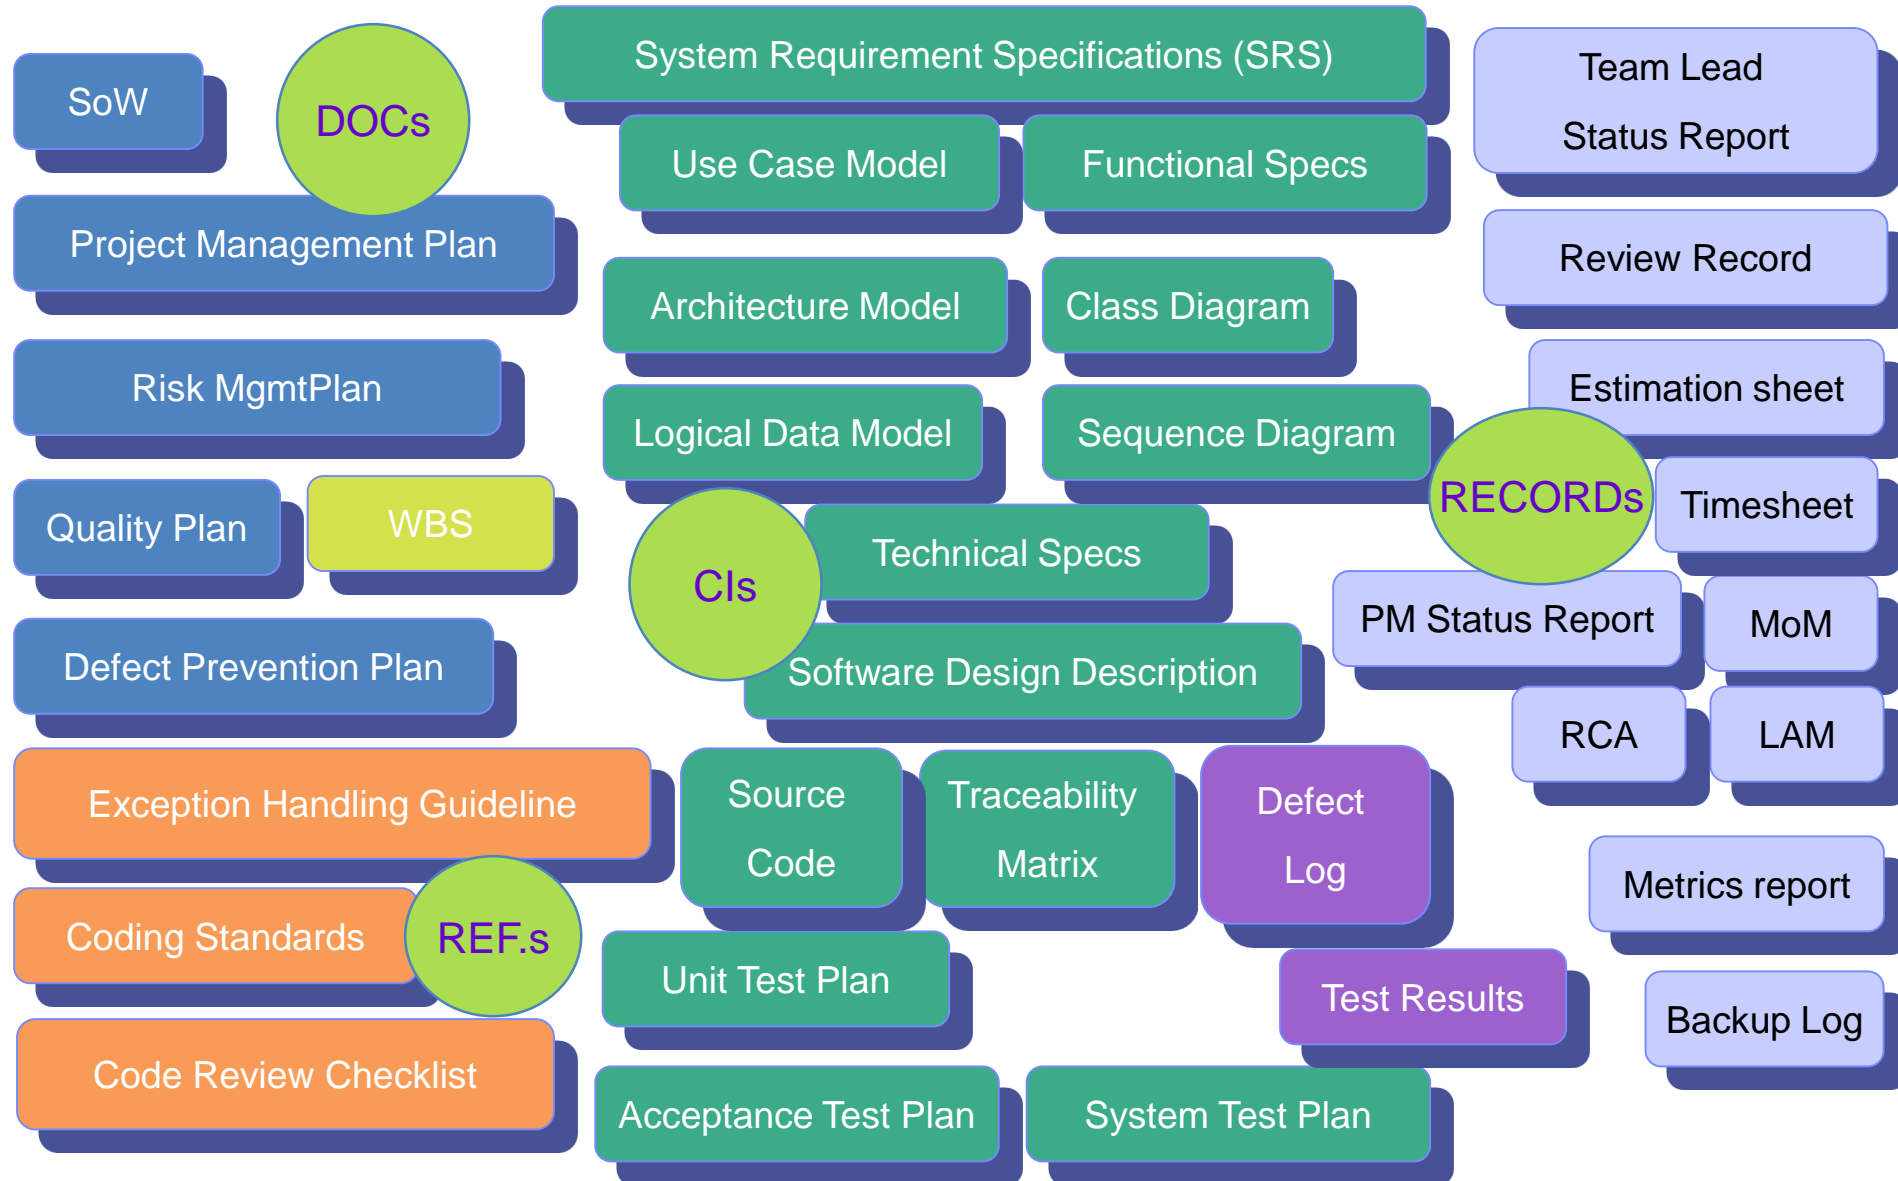 SoW
DOCs
Project Management Plan
Risk MgmtPlan
Quality Plan
WBS
Defect Prevention Plan
Exception Handling Guideline
Coding Standards
REF.s
Code Review Checklist
System Requirement Specifications (SRS)
Use Case Model
Functional Specs
Architecture Model
Class Diagram
Logical Data Model
Sequence Diagram
CIs
Technical Specs
Software Design Description
Source
Code
Traceability
Matrix
Defect
Log
Unit Test Plan
Test Results
Acceptance Test Plan
System Test Plan
Team Lead
Status Report
Review Record
Estimation sheet
RECORDs
Timesheet
PM Status Report
MoM
RCA
LAM
Metrics report
Backup Log